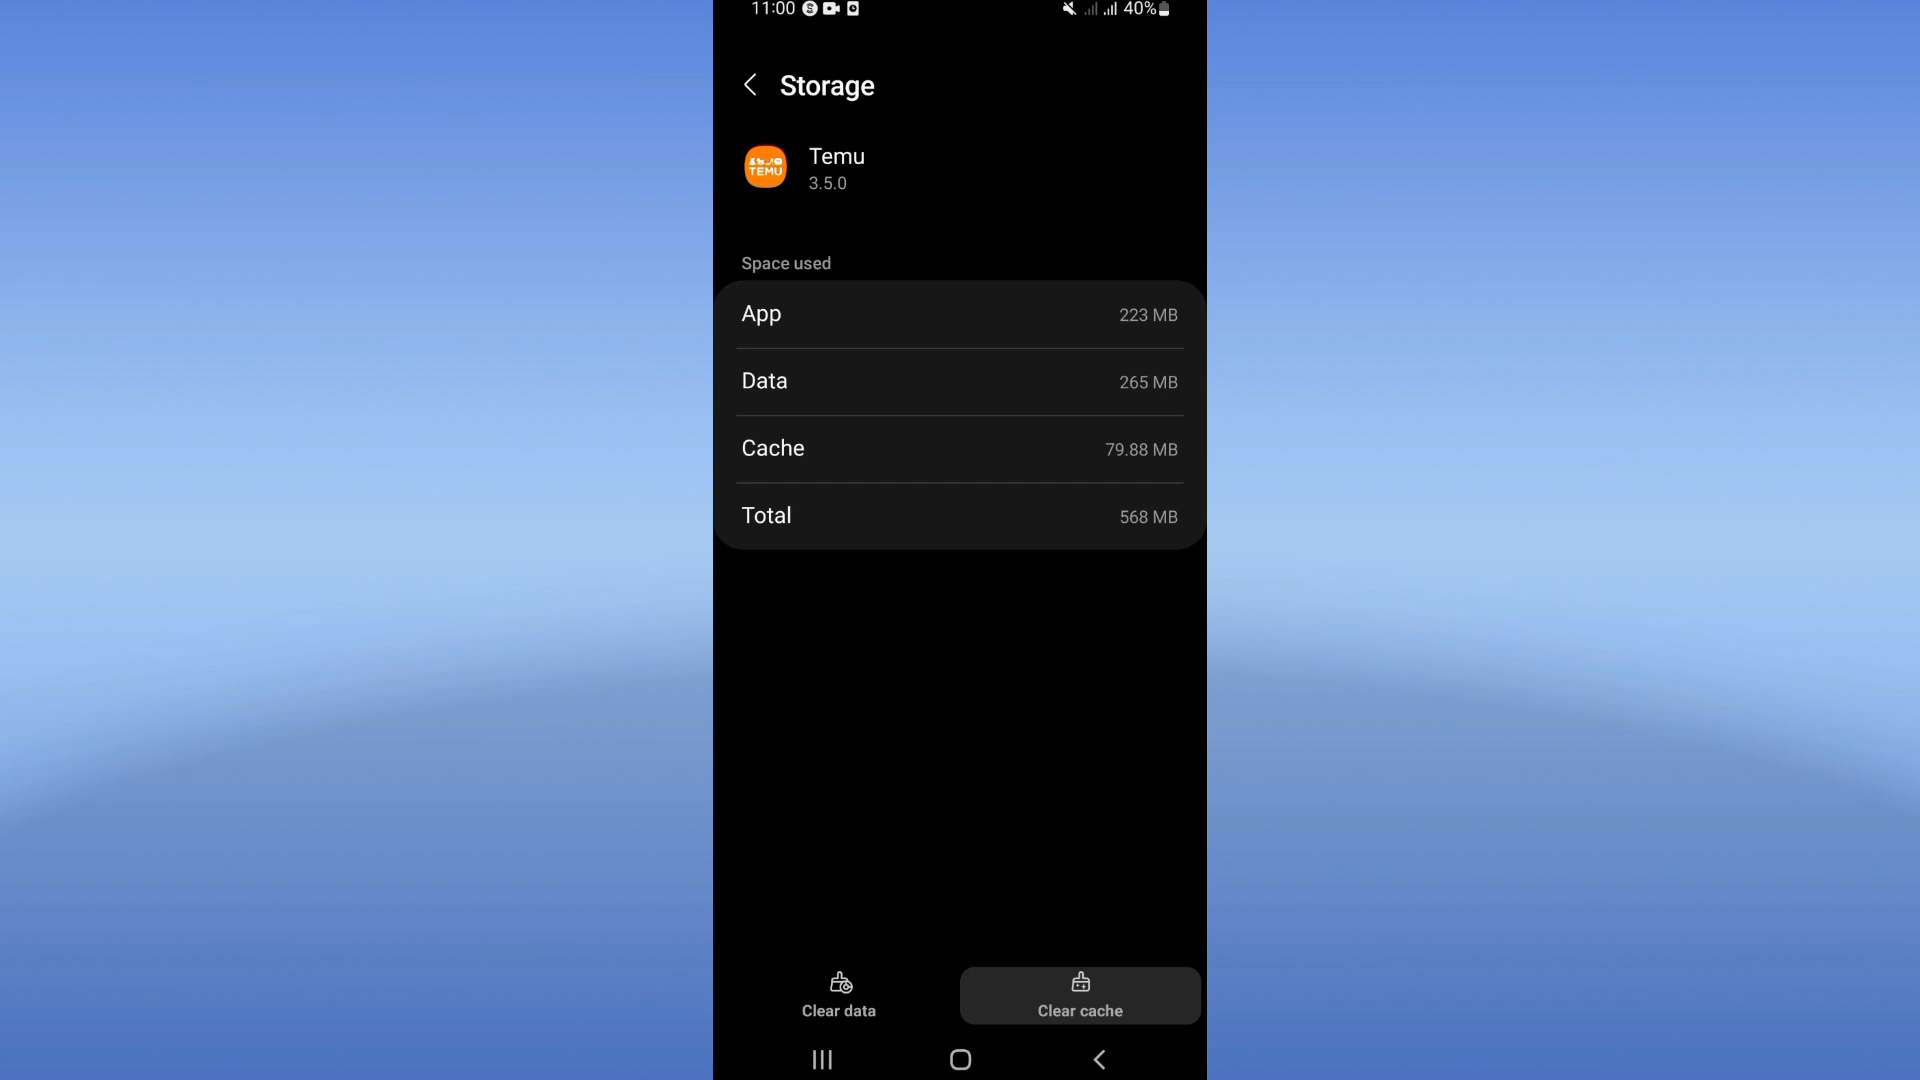 11:00 40%
Storage
TEMU
Temu
3.5.0
Space used
App 223 MB
Data 265 MB
Cache 79.88 MB
Total 568 MB
Clear data Clear cache